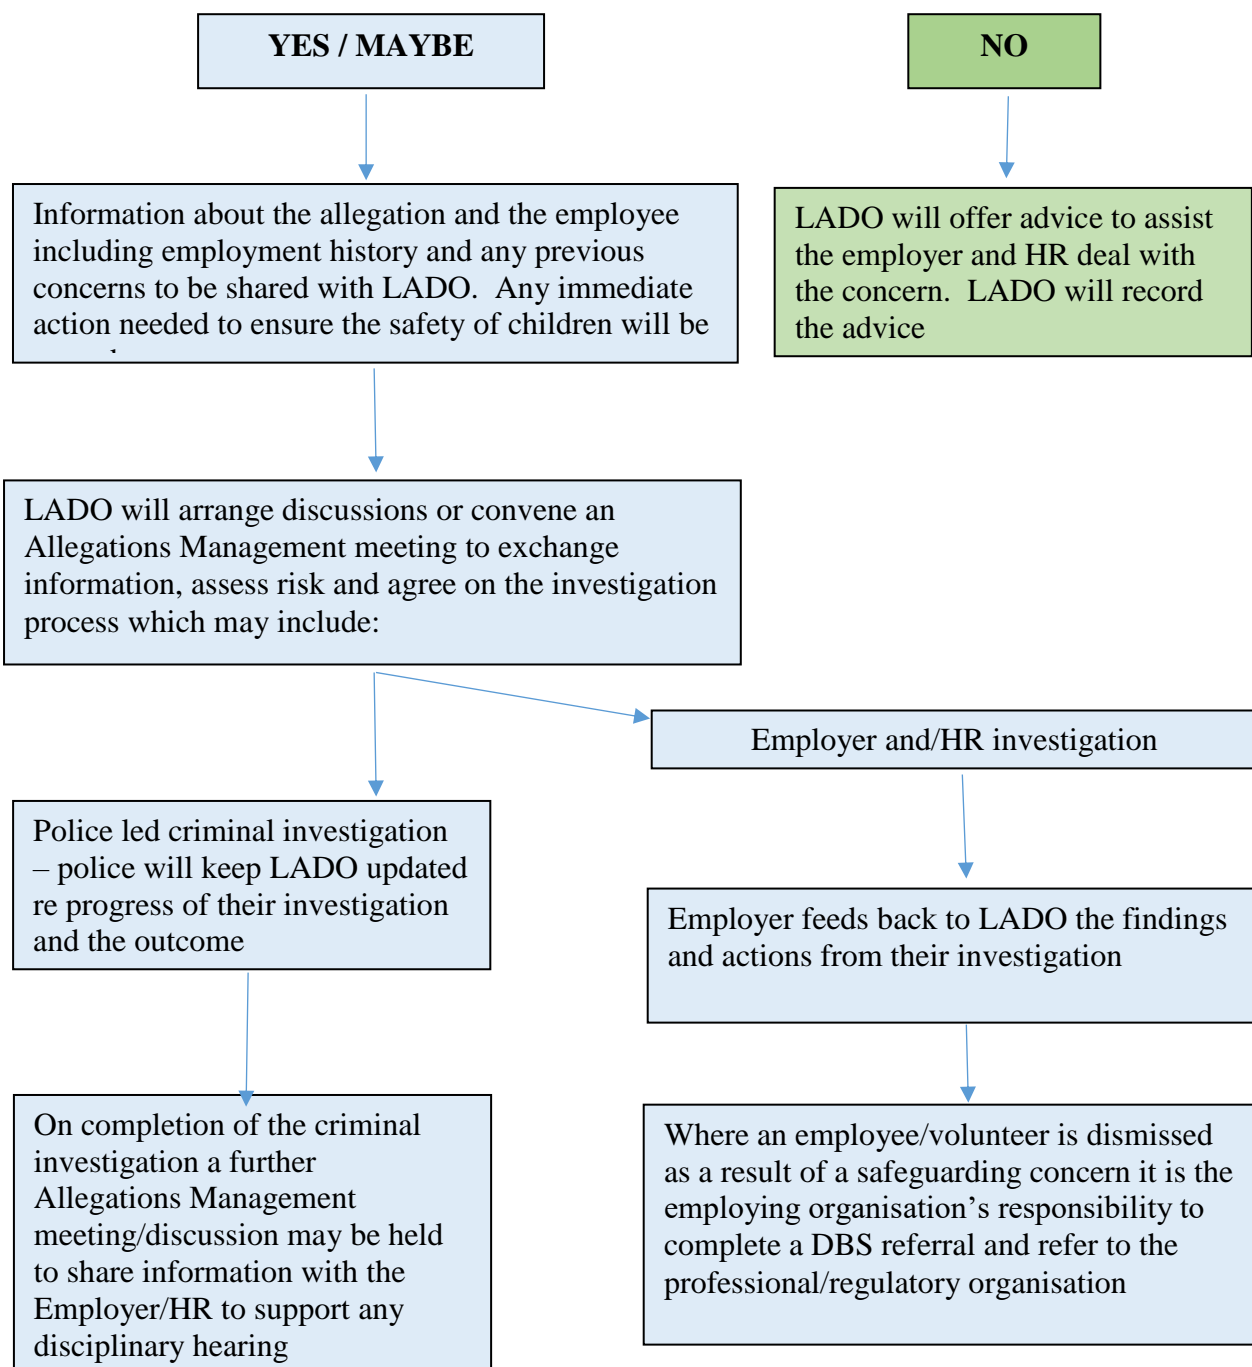 YES / MAYBE
NO
Information about the allegation and the employee
including employment history and any previous
concerns to be shared with LADO.  Any immediate
action needed to ensure the safety of children will be
LADO will offer advice to assist
the employer and HR deal with
the concern.  LADO will record
the advice
LADO will arrange discussions or convene an
Allegations Management meeting to exchange
information, assess risk and agree on the investigation
process which may include:
Employer and/HR investigation
Police led criminal investigation
– police will keep LADO updated
re progress of their investigation
and the outcome
Employer feeds back to LADO the findings
and actions from their investigation
On completion of the criminal
investigation a further
Allegations Management
meeting/discussion may be held
to share information with the
Employer/HR to support any
disciplinary hearing
Where an employee/volunteer is dismissed
as a result of a safeguarding concern it is the
employing organisation’s responsibility to
complete a DBS referral and refer to the
professional/regulatory organisation